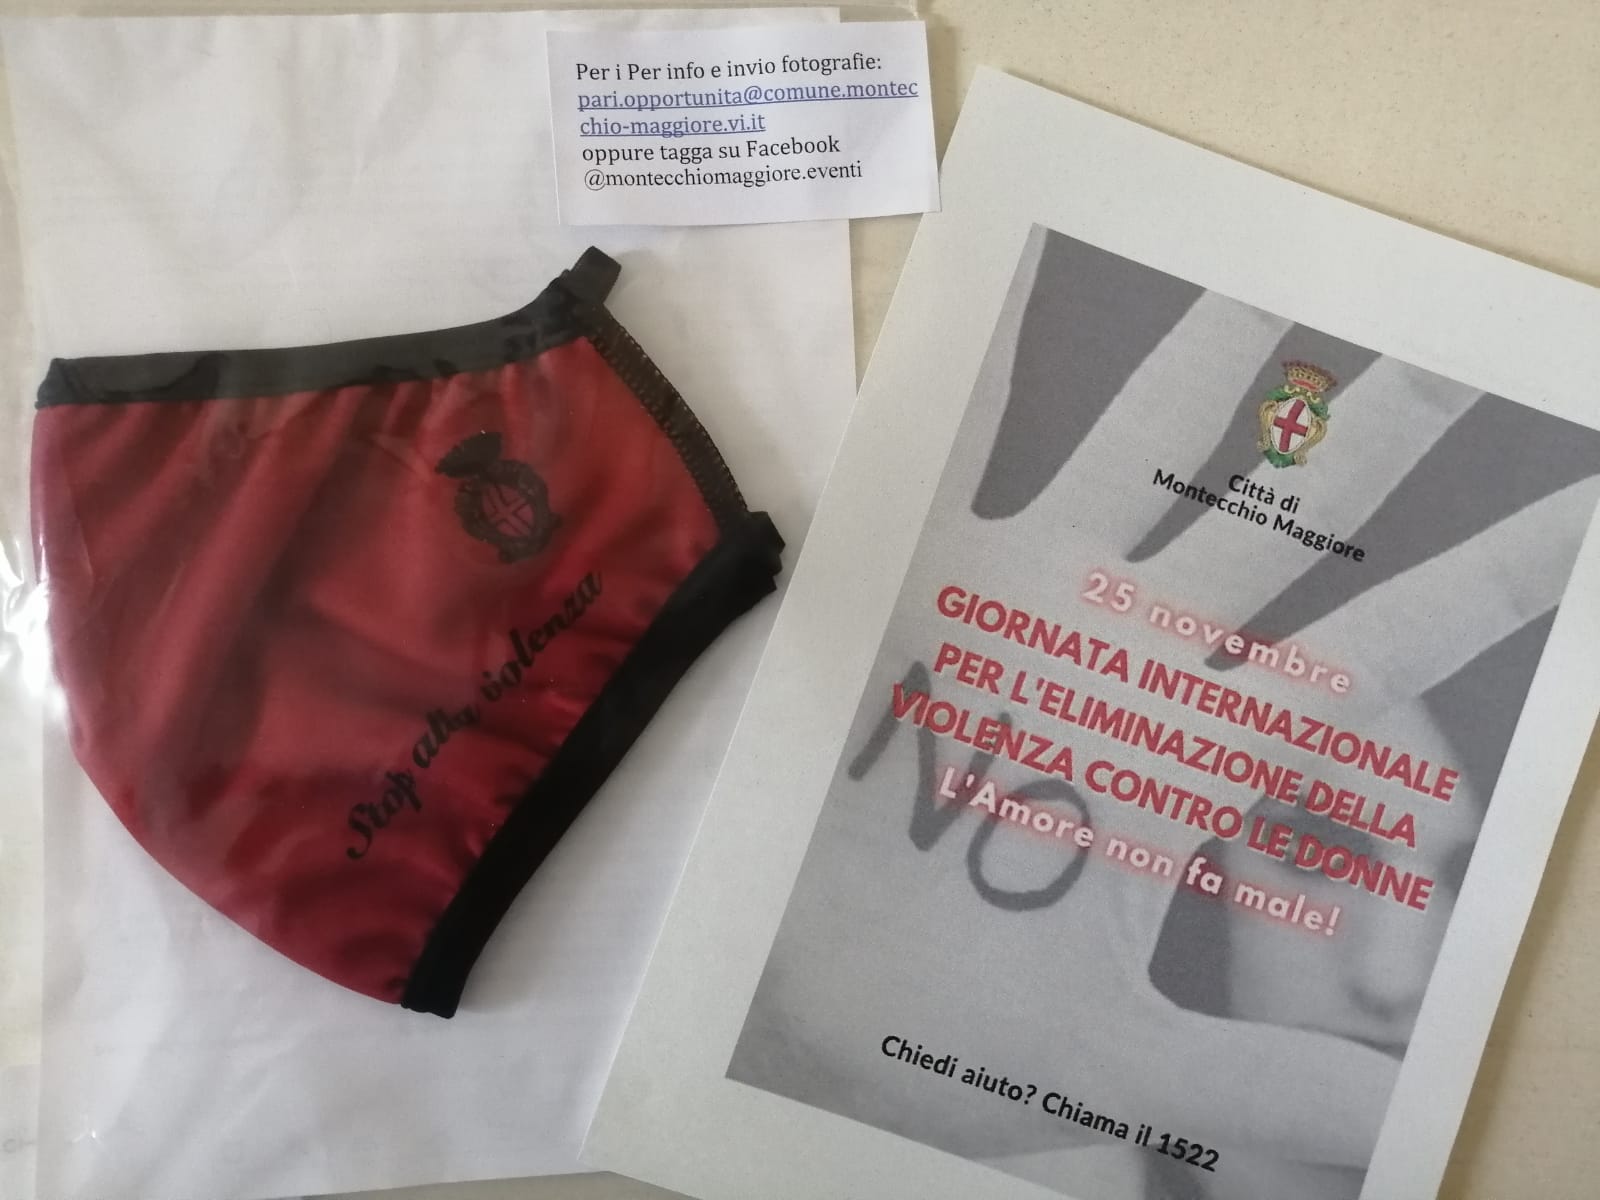 Per i Per info e invio fotografie:
pari.opportunita@comune.montec
chio-maggiore.vi.it
oppure tagga su Facebook
@montecchiomaggiore.eventi
Stop alla violenza
Città di
Montecchio Maggiore
25 novembre
GIORNATA INTERNAZIONALE
PER L'ELIMINAZIONE DELLA
VIOLENZA CONTRO LE DONNE
L'Amore non fa male!
NO
Chiedi aiuto? Chiama il 1522